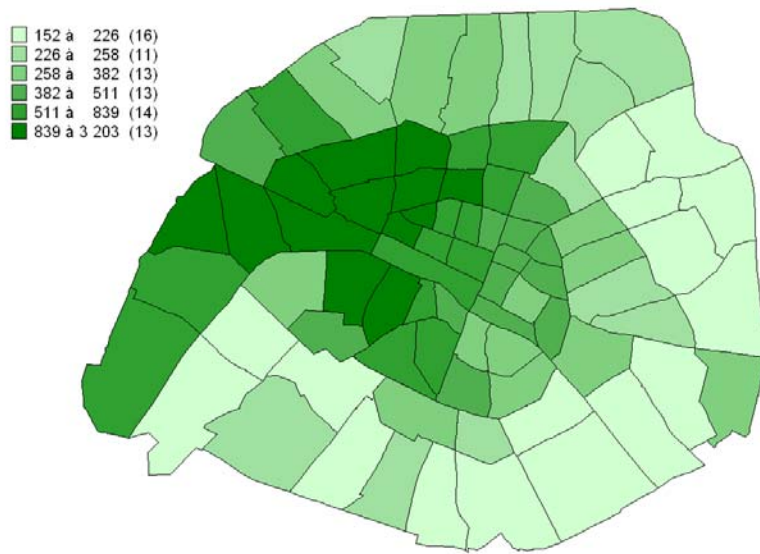 152 à 226 (16)
226 à 258 (11)
258 à 382 (13)
382 à 511 (13)
511 à 839 (14)
839 à 3 203 (13)